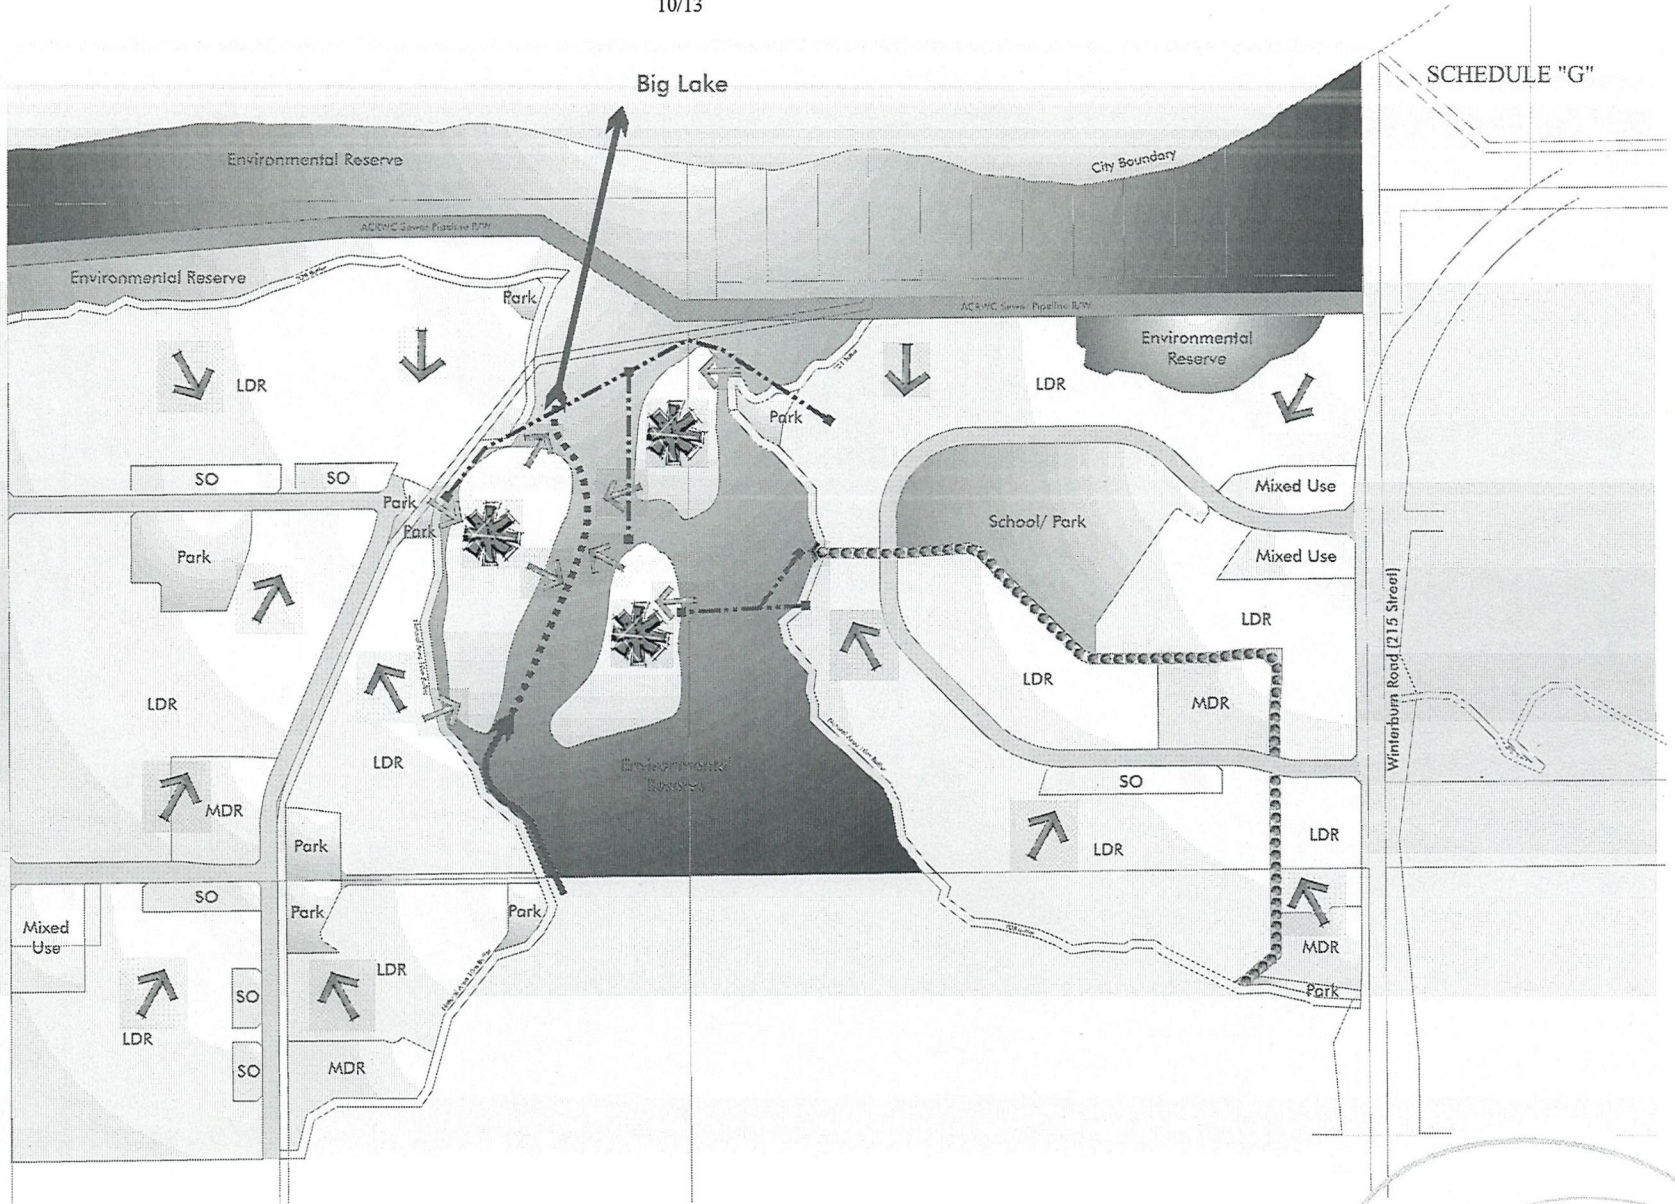 10/13
SCHEDULE "G"
Big Lake
Environmental Reserve
City Boundary
ACRWC Sewer Pipeline R/W
Environmental Reserve
Park
ACRWC Sewer Pipeline R/W
Environmental
Reserve
LDR
LDR
Park
SO
SO
Mixed Use
Park
Park
School/ Park
Park
Mixed Use
LDR
Winterburn Road (215 Street)
LDR
LDR
MDR
LDR
Environmental
Reserve
SO
MDR
LDR
LDR
Park
SO
Park
Park
Mixed
Use
MDR
LDR
Park
SO
LDR
SO
MDR